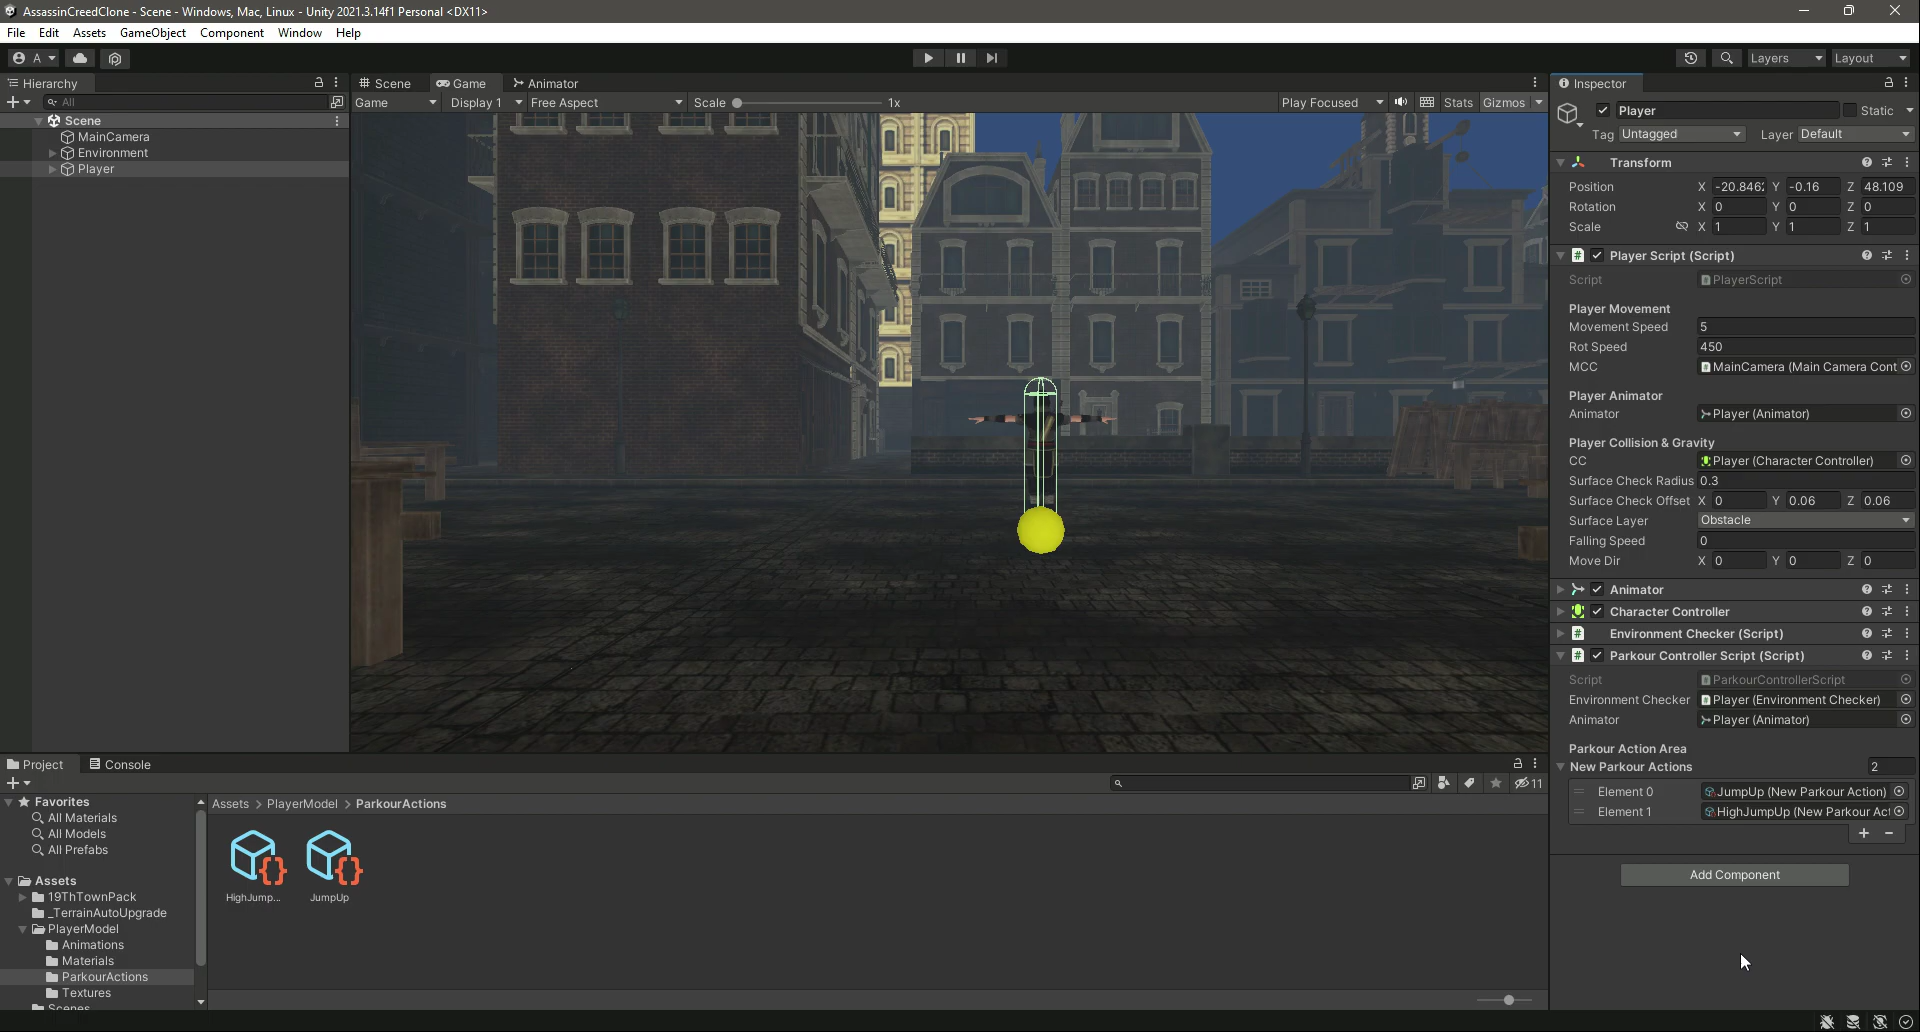 AssassinCreedClone - Scene - Windows, Mac, Linux - Unity 2021.3.14f1 Personal <DX11>
File Edit Assets GameObject Component Window Help
A Layers Layout
Hierarchy Scene Game Animator Inspector
All Game Display 1 Free Aspect Scale 1x Play Focused Stats Gizmos
Scene
MainCamera
Environment
Player
Player Static
Tag Untagged Layer Default
Transform
Position X -20.846 Y -0.16 Z 48.109
Rotation X 0 Y 0 Z 0
Scale X 1 Y 1 Z 1
Player Script (Script)
Script PlayerScript
Player Movement
Movement Speed 5
Rot Speed 450
MCC MainCamera (Main Camera Cont
Player Animator
Animator Player (Animator)
Player Collision & Gravity
CC Player (Character Controller)
Surface Check Radius 0.3
Surface Check Offset X 0 Y 0.06 Z 0.06
Surface Layer Obstacle
Falling Speed 0
Move Dir X 0 Y 0 Z 0
Animator
Character Controller
Environment Checker (Script)
Parkour Controller Script (Script)
Script ParkourControllerScript
Environment Checker Player (Environment Checker)
Animator Player (Animator)
Parkour Action Area
New Parkour Actions 2
Element 0 JumpUp (New Parkour Action)
Element 1 HighJumpUp (New Parkour Act
Add Component
Project Console
11
Favorites
All Materials
All Models
All Prefabs
Assets
19ThTownPack
_TerrainAutoUpgrade
PlayerModel
Animations
Materials
ParkourActions
Textures
Scenes
Assets > PlayerModel > ParkourActions
HighJump... JumpUp